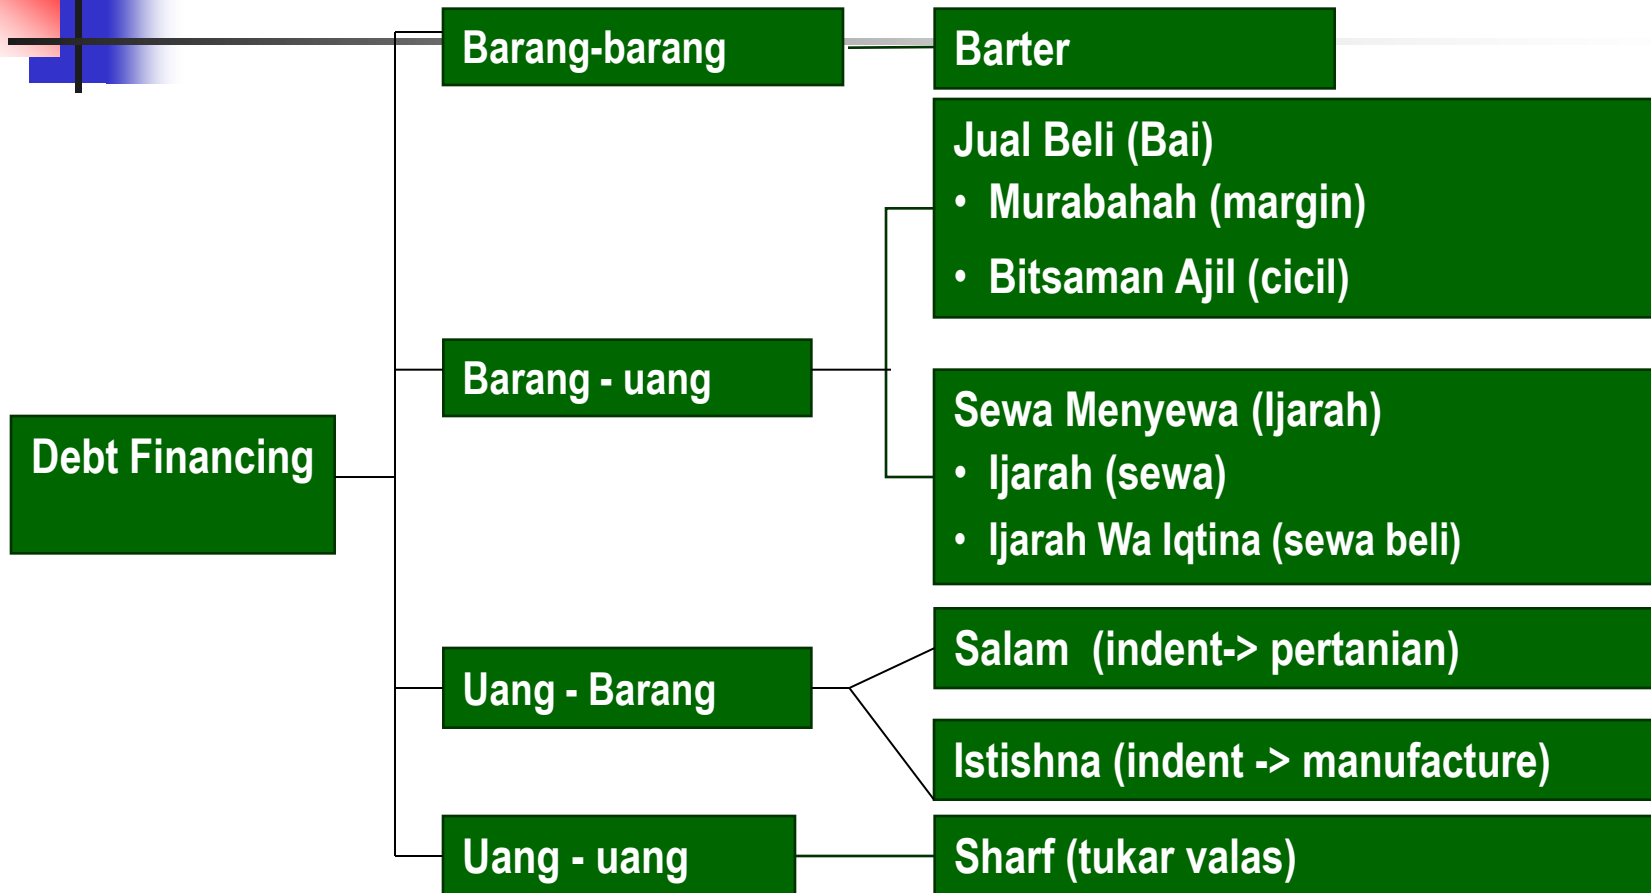 Barang-barang
Barter
Jual Beli (Bai)
• Murabahah (margin)
• Bitsaman Ajil (cicil)
Barang - uang
Sewa Menyewa (Ijarah)
• Ijarah (sewa)
• Ijarah Wa Iqtina (sewa beli)
Debt Financing
Salam  (indent-> pertanian)
Uang - Barang
Istishna (indent -> manufacture)
Uang - uang
Sharf (tukar valas)